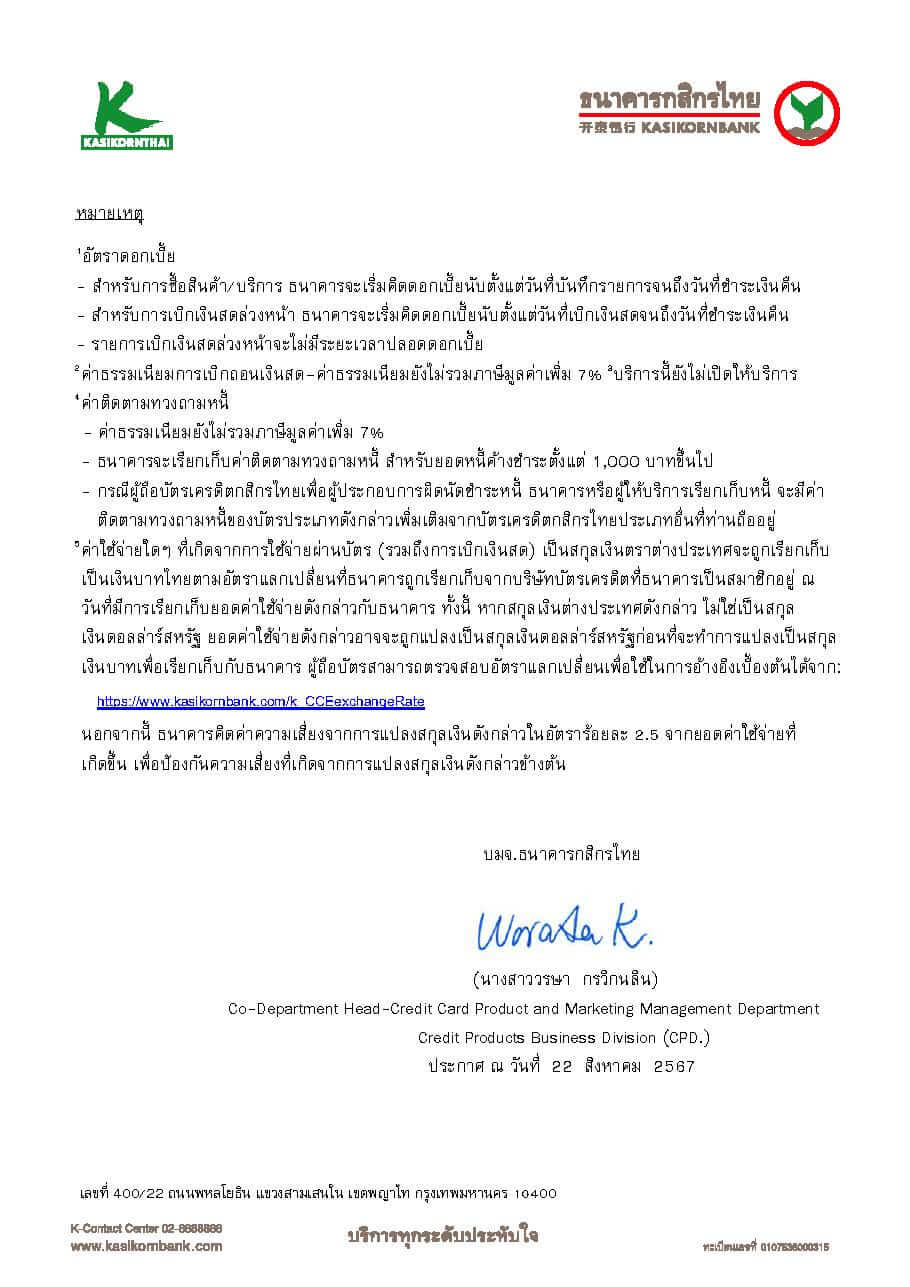 KASIKORNTHAI
ธนาคารกสิกรไทย
开泰银行 KASIKORNBANK
หมายเหตุ
¹อัตราดอกเบี้ย
- สำหรับการซื้อสินค้า/บริการ ธนาคารจะเริ่มคิดดอกเบี้ยนับตั้งแต่วันที่บันทึกรายการจนถึงวันที่ชำระเงินคืน
- สำหรับการเบิกเงินสดล่วงหน้า ธนาคารจะเริ่มคิดดอกเบี้ยนับตั้งแต่วันที่เบิกเงินสดจนถึงวันที่ชำระเงินคืน
- รายการเบิกเงินสดล่วงหน้าจะไม่มีระยะเวลาปลอดดอกเบี้ย
²ค่าธรรมเนียมการเบิกถอนเงินสด-ค่าธรรมเนียมยังไม่รวมภาษีมูลค่าเพิ่ม 7% ³บริการนี้ยังไม่เปิดให้บริการ
⁴ค่าติดตามทวงถามหนี้
- ค่าธรรมเนียมยังไม่รวมภาษีมูลค่าเพิ่ม 7%
- ธนาคารจะเรียกเก็บค่าติดตามทวงถามหนี้ สำหรับยอดหนี้ค้างชำระตั้งแต่ 1,000 บาทขึ้นไป
- กรณีผู้ถือบัตรเครดิตกสิกรไทยเพื่อผู้ประกอบการผิดนัดชำระหนี้ ธนาคารหรือผู้ให้บริการเรียกเก็บหนี้ จะมีค่า
ติดตามทวงถามหนี้ของบัตรประเภทดังกล่าวเพิ่มเติมจากบัตรเครดิตกสิกรไทยประเภทอื่นที่ท่านถืออยู่
⁵ค่าใช้จ่ายใดๆ ที่เกิดจากการใช้จ่ายผ่านบัตร (รวมถึงการเบิกเงินสด) เป็นสกุลเงินตราต่างประเทศจะถูกเรียกเก็บ
เป็นเงินบาทไทยตามอัตราแลกเปลี่ยนที่ธนาคารถูกเรียกเก็บจากบริษัทบัตรเครดิตที่ธนาคารเป็นสมาชิกอยู่ ณ
วันที่มีการเรียกเก็บยอดค่าใช้จ่ายดังกล่าวกับธนาคาร ทั้งนี้ หากสกุลเงินต่างประเทศดังกล่าว ไม่ใช่เป็นสกุล
เงินดอลล่าร์สหรัฐ ยอดค่าใช้จ่ายดังกล่าวอาจจะถูกแปลงเป็นสกุลเงินดอลล่าร์สหรัฐก่อนที่จะทำการแปลงเป็นสกุล
เงินบาทเพื่อเรียกเก็บกับธนาคาร ผู้ถือบัตรสามารถตรวจสอบอัตราแลกเปลี่ยนเพื่อใช้ในการอ้างอิงเบื้องต้นได้จาก:
https://www.kasikornbank.com/k_CCEexchangeRate
นอกจากนี้ ธนาคารคิดค่าความเสี่ยงจากการแปลงสกุลเงินดังกล่าวในอัตราร้อยละ 2.5 จากยอดค่าใช้จ่ายที่
เกิดขึ้น เพื่อป้องกันความเสี่ยงที่เกิดจากการแปลงสกุลเงินดังกล่าวข้างต้น
บมจ.ธนาคารกสิกรไทย
Worasa K.
(นางสาววรษา กรวีกนลิน)
Co-Department Head-Credit Card Product and Marketing Management Department
Credit Products Business Division (CPD.)
ประกาศ ณ วันที่ 22 สิงหาคม 2567
เลขที่ 400/22 ถนนพหลโยธิน แขวงสามเสนใน เขตพญาไท กรุงเทพมหานคร 10400
K-Contact Center 02-8888888
www.kasikornbank.com
บริการทุกระดับประทับใจ
ทะเบียนเลขที่ 0107536000315